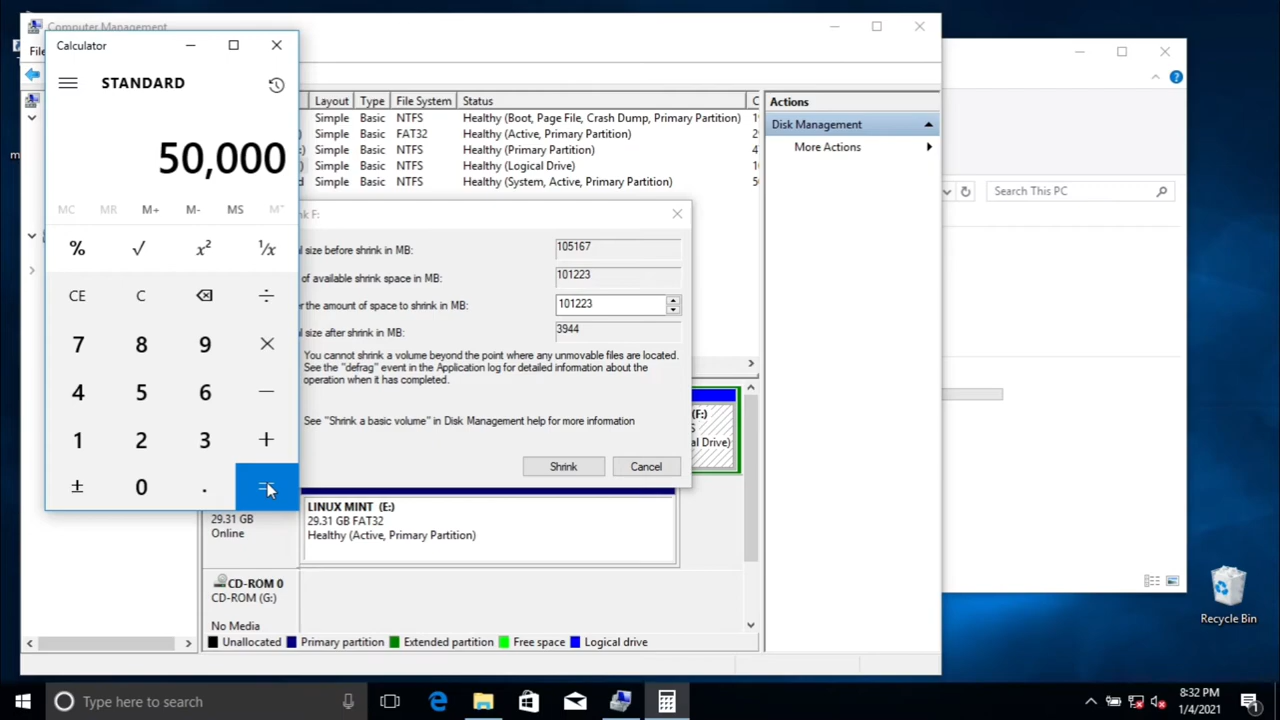 Computer Management
Fil
Calculator
STANDARD
50,000
MC MR M+ M- MS M˅
% √ x² ¹/x
CE C ÷
7 8 9 ×
4 5 6 −
1 2 3 +
± 0 . =
Layout Type File System Status C
Simple Basic NTFS Healthy (Boot, Page File, Crash Dump, Primary Partition)
Simple Basic FAT32 Healthy (Active, Primary Partition)
Simple Basic NTFS Healthy (Primary Partition)
Simple Basic NTFS Healthy (Logical Drive)
Simple Basic NTFS Healthy (System, Active, Primary Partition)
Actions
Disk Management
More Actions
Search This PC
nk F:
l size before shrink in MB: 105167
of available shrink space in MB: 101223
r the amount of space to shrink in MB: 101223
l size after shrink in MB: 3944
You cannot shrink a volume beyond the point where any unmovable files are located.
See the "defrag" event in the Application log for detailed information about the
operation when it has completed.
See "Shrink a basic volume" in Disk Management help for more information
Shrink Cancel
(F:)
S
al Drive)
29.31 GB
Online
LINUX MINT (E:)
29.31 GB FAT32
Healthy (Active, Primary Partition)
CD-ROM 0
CD-ROM (G:)
No Media
Unallocated Primary partition Extended partition Free space Logical drive
Recycle Bin
Type here to search
8:32 PM
1/4/2021
1